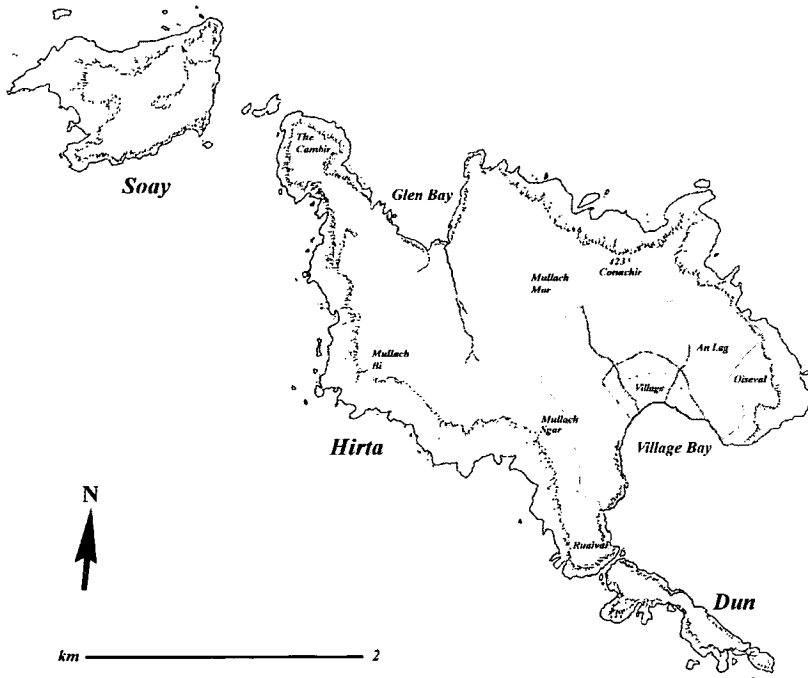 The
Cambir
Soay
Glen Bay
423
Conachir
Mullach
Mur
An Lag
Mullach
Bi
Oiseval
Village
Mullach
Sgar
Hirta
Village Bay
N
Ruaival
Dun
km 2